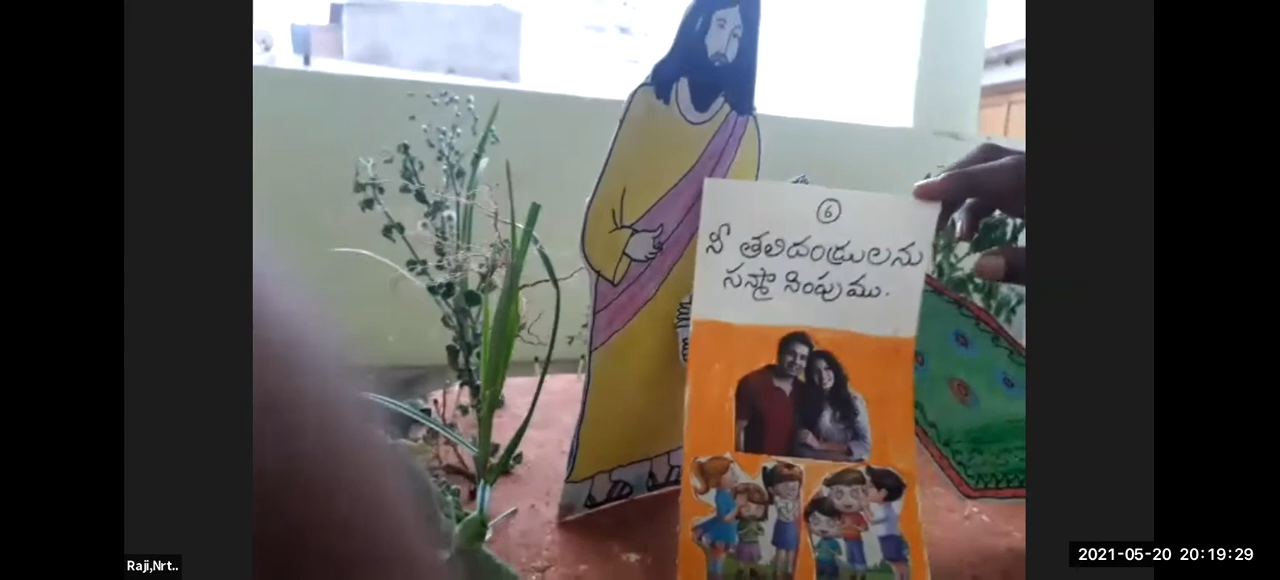 6
నీ తలిదండ్రులను
సన్మానింపుము.
Raji,Nrt..
2021-05-20 20:19:29